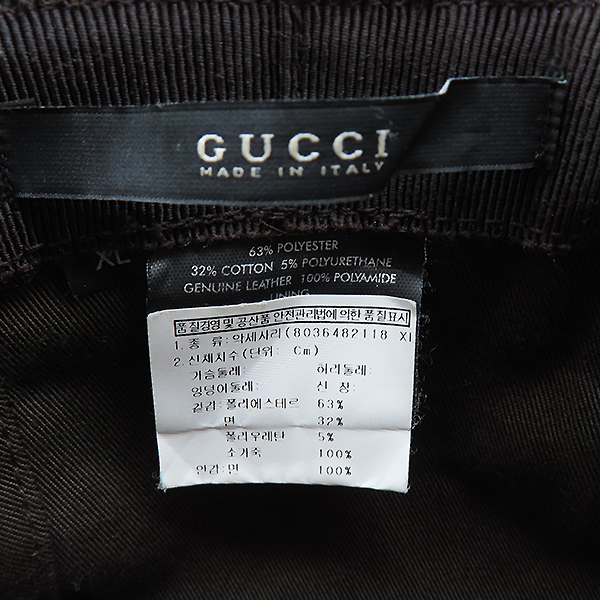 GUCCI
MADE IN ITALY
XL
63% POLYESTER
32% COTTON 5% POLYURETHANE
GENUINE LEATHER 100% POLYAMIDE
LINING
품질경영 및 공산품 안전관리법에 의한 품질표시
1. 종 류: 악세사리(8036482118 XL
2. 신체치수(단위: Cm)
가슴둘레: 허리둘레:
엉덩이둘레: 신 장:
겉감: 폴리에스테르 63%
면 32%
폴리우레탄 5%
소가죽 100%
안감: 면 100%